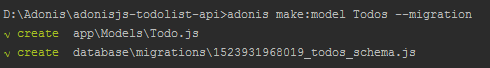 D:\Adonis\adonisjs-todolist-api>adonis make:model Todos --migration
√ create  app\Models\Todo.js
√ create  database\migrations\1523931968019_todos_schema.js